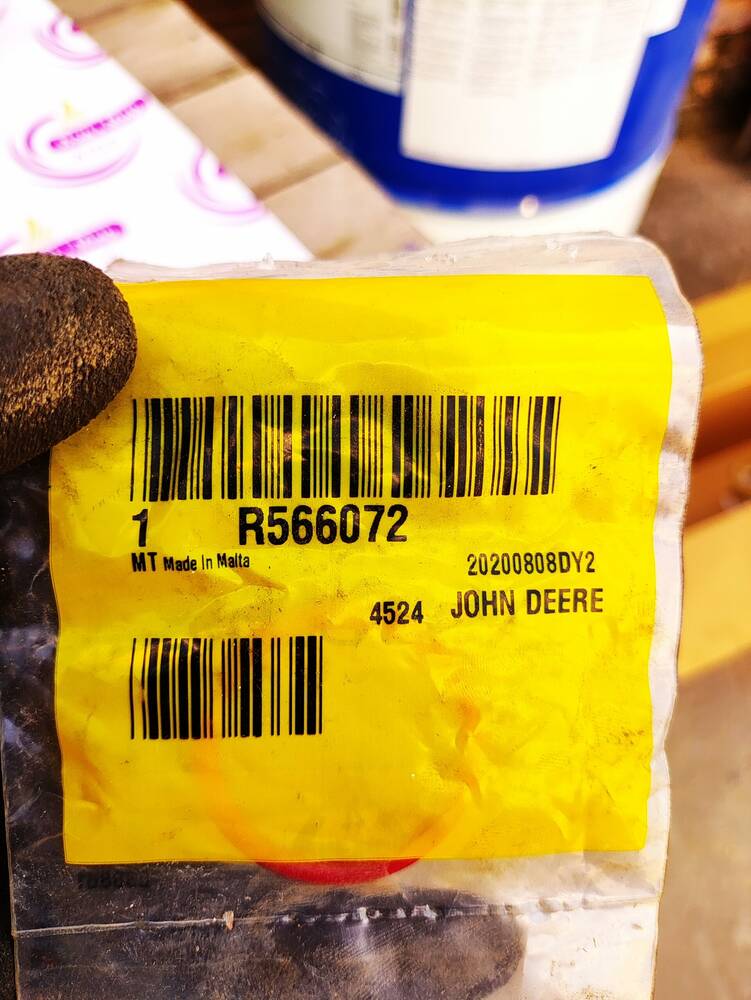 1 R566072
MT Made In Malta
20200808DY2
4524 JOHN DEERE